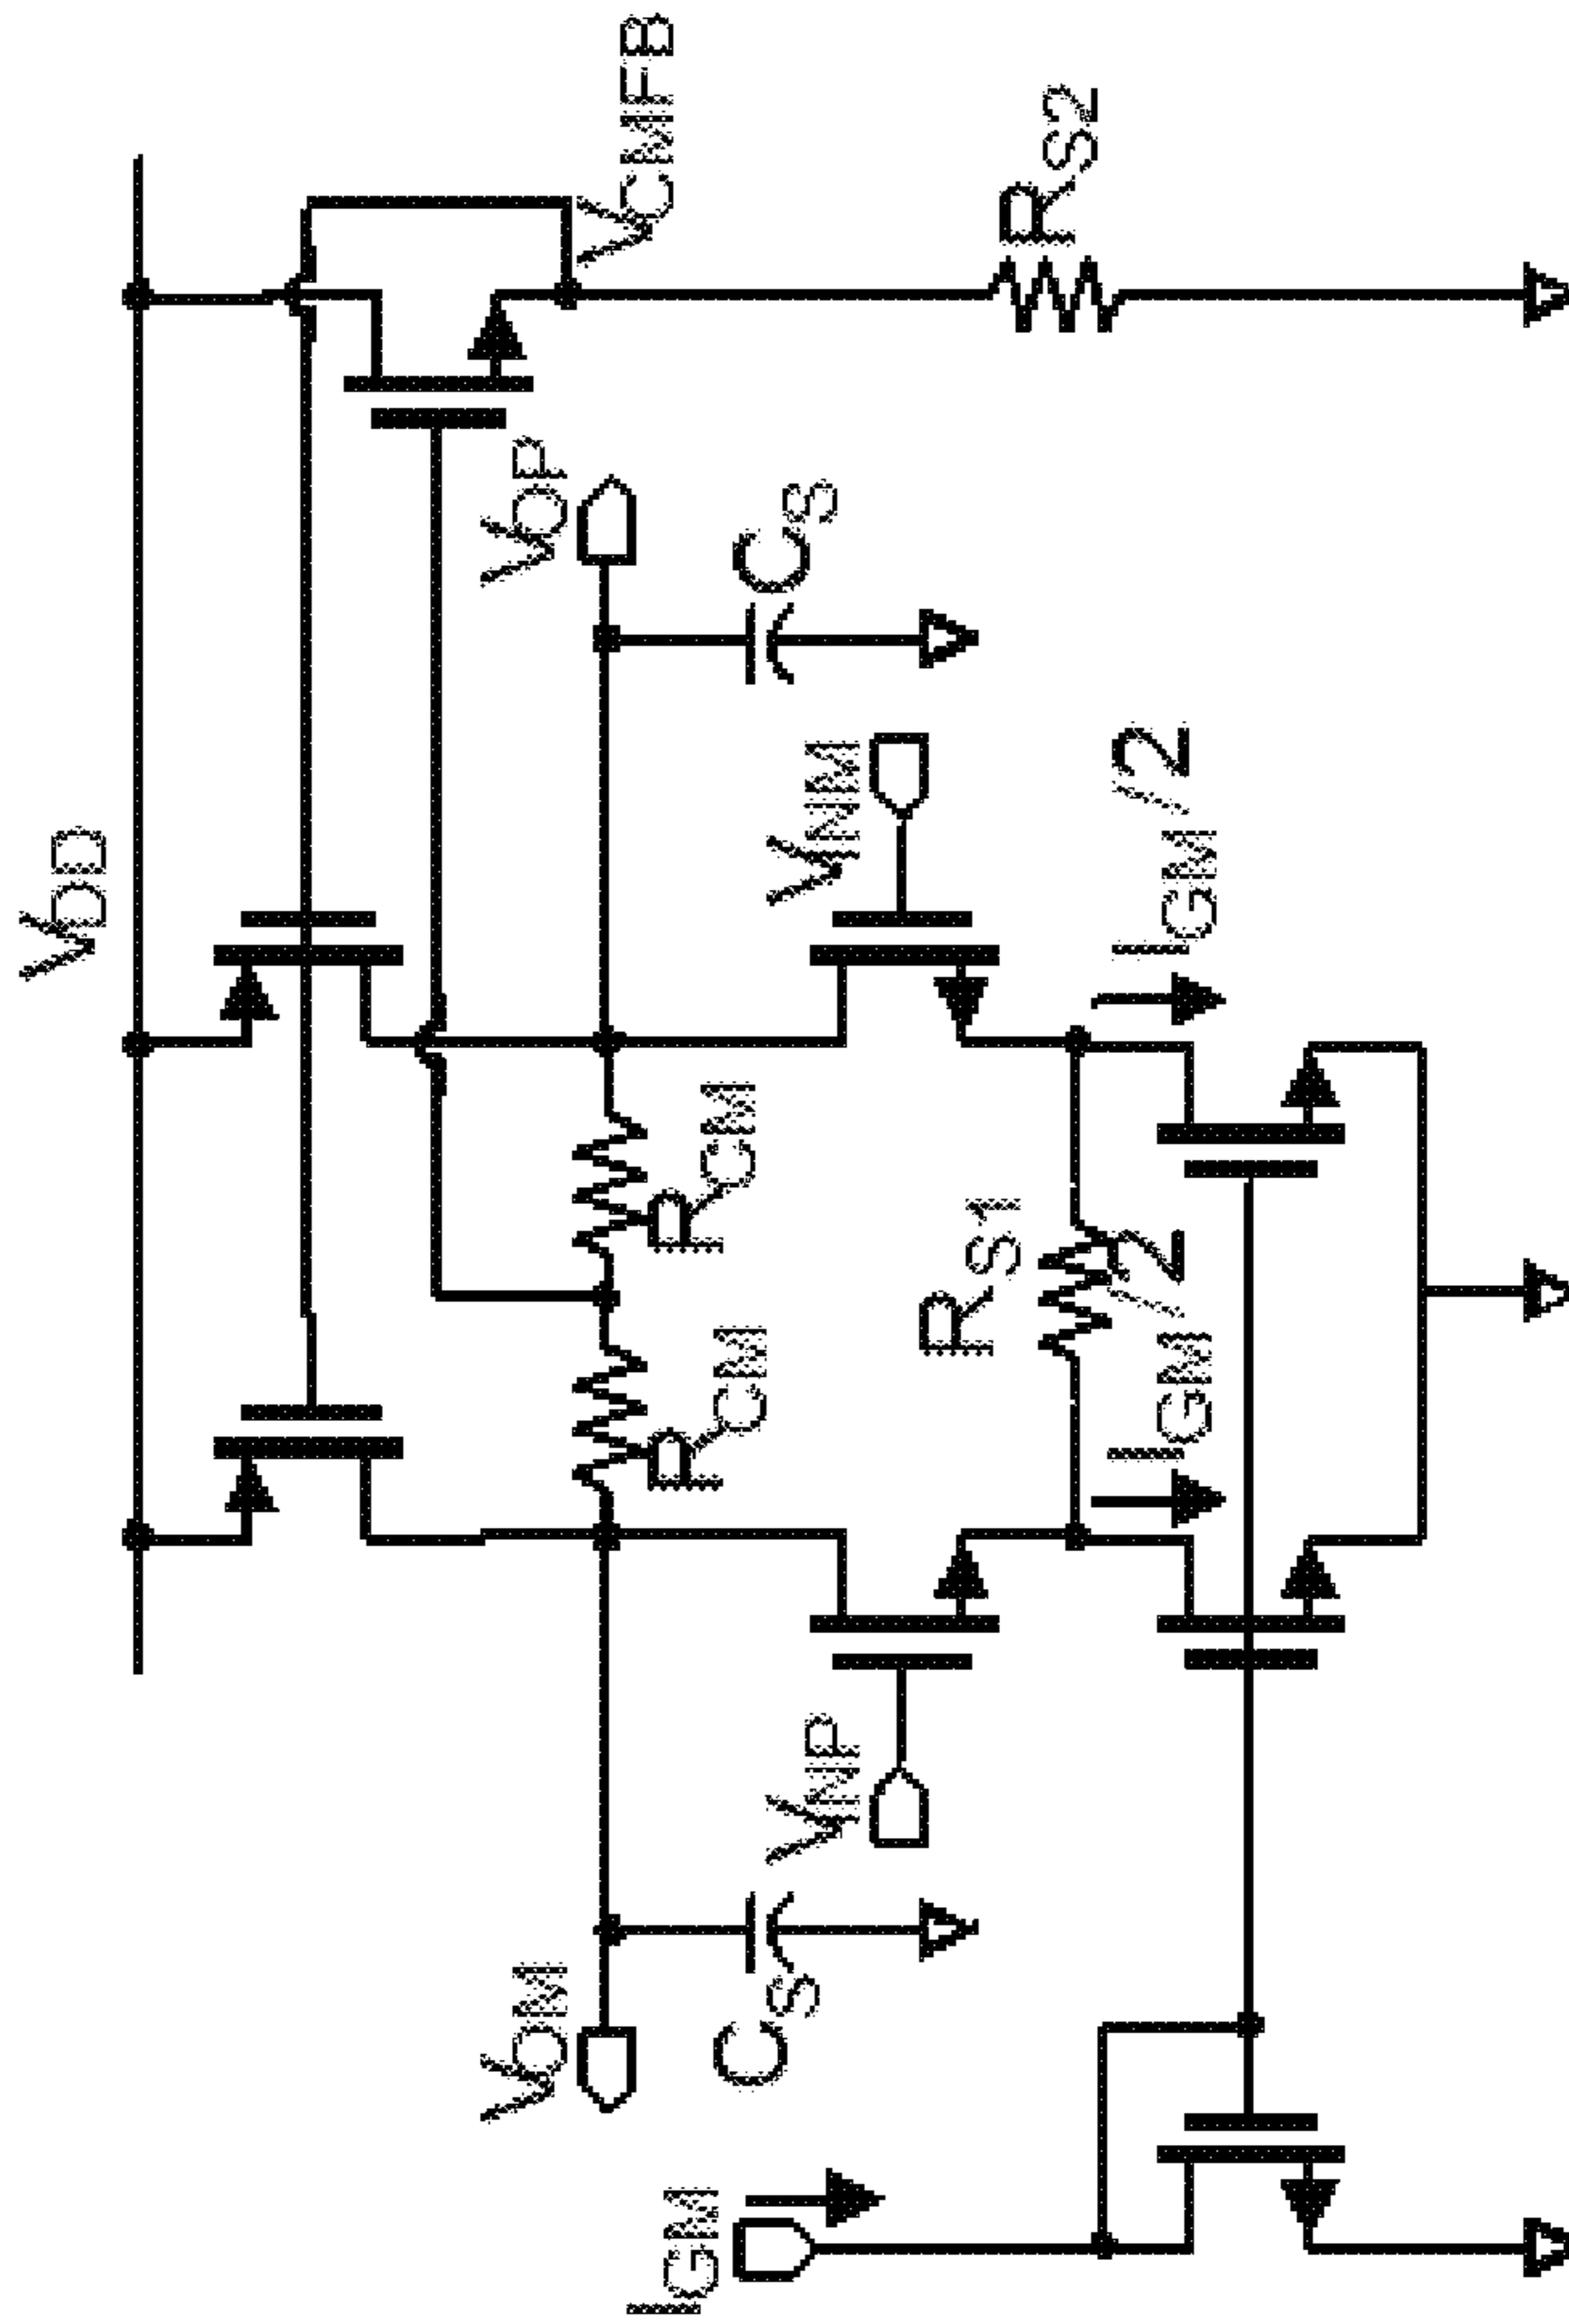 VDD
VCMFB
VOM
VOP
RCM
RCM
CS
CS
IGM
VINP
VINM
RS1
RS2
IGM/2
IGM/2